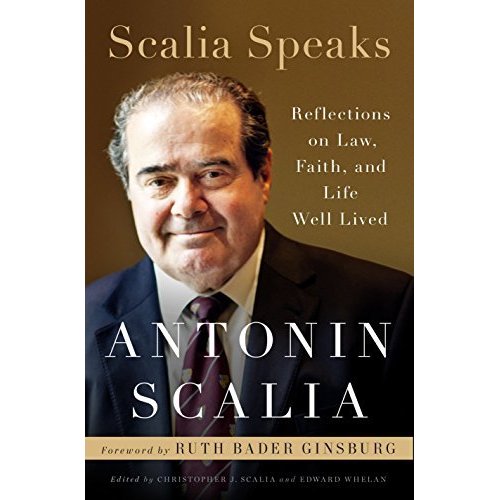 Scalia Speaks
Reflections
on Law,
Faith, and
Life
Well Lived
ANTONIN
SCALIA
Foreword by RUTH BADER GINSBURG
Edited by CHRISTOPHER J. SCALIA and EDWARD WHELAN